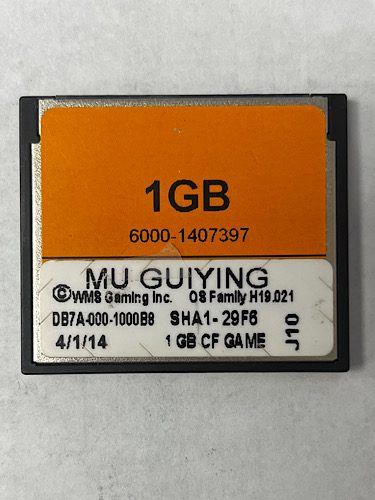 1GB
6000-1407397
MU GUIYING
©WMS Gaming Inc. OS Family H19.021
DB7A-000-1000B8 SHA1-29F6
4/1/14 1 GB CF GAME
J10